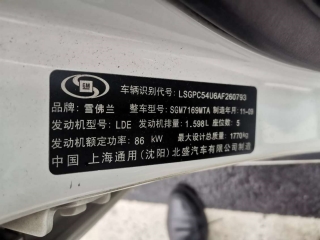 GM
车辆识别代号: LSGPC54U6AF260793
品牌: 雪佛兰 整车型号: SGM7169MTA 制造年月: 11-09
发动机型号: LDE 发动机排量: 1.598L 座位数: 5
发动机额定功率: 86 kW 最大设计总质量: 1770kg
中国 上海通用(沈阳)北盛汽车有限公司制造